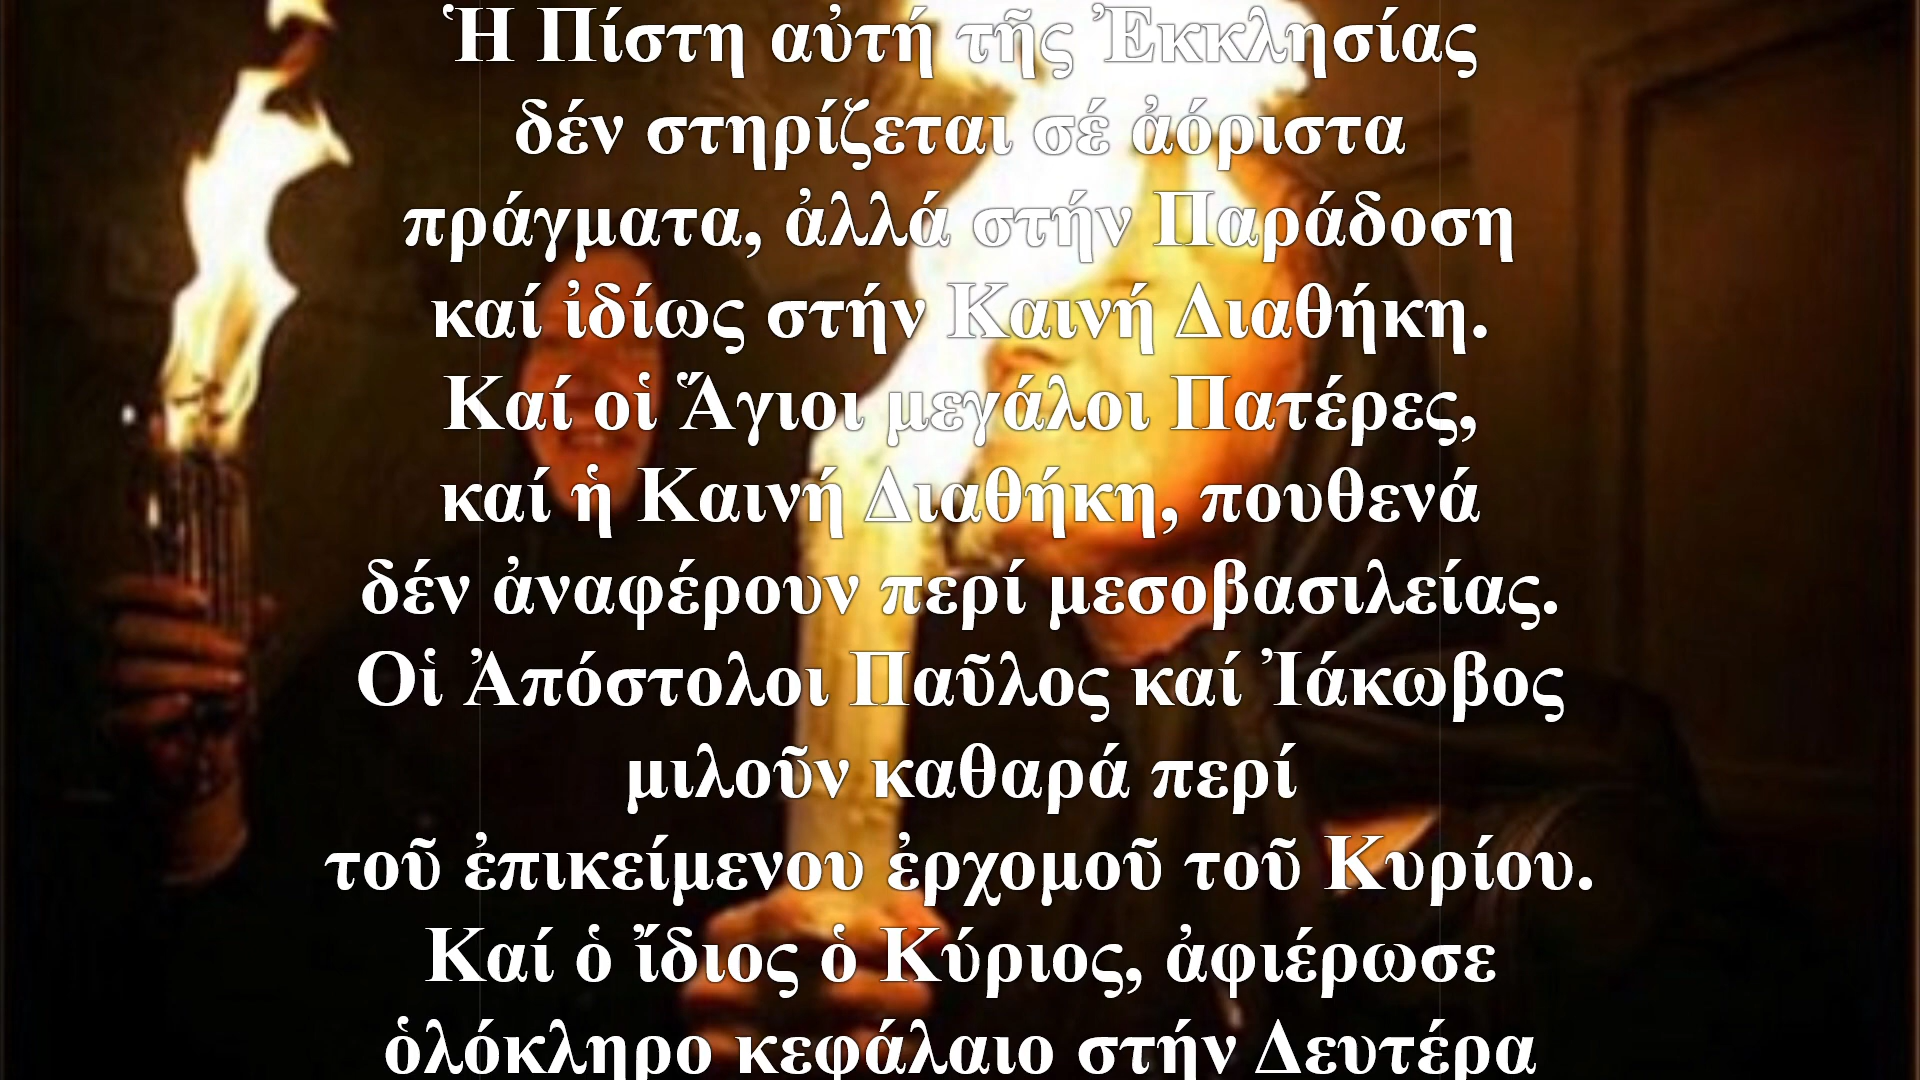 Ἡ Πίστη αὐτή τῆς Ἐκκλησίας
δέν στηρίζεται σέ ἀόριστα
πράγματα, ἀλλά στήν Παράδοση
καί ἰδίως στήν Καινή Διαθήκη.
Καί οἱ Ἅγιοι μεγάλοι Πατέρες,
καί ἡ Καινή Διαθήκη, πουθενά
δέν ἀναφέρουν περί μεσοβασιλείας.
Οἱ Ἀπόστολοι Παῦλος καί Ἰάκωβος
μιλοῦν καθαρά περί
τοῦ ἐπικείμενου ἐρχομοῦ τοῦ Κυρίου.
Καί ὁ ἴδιος ὁ Κύριος, ἀφιέρωσε
ὁλόκληρο κεφάλαιο στήν Δευτέρα